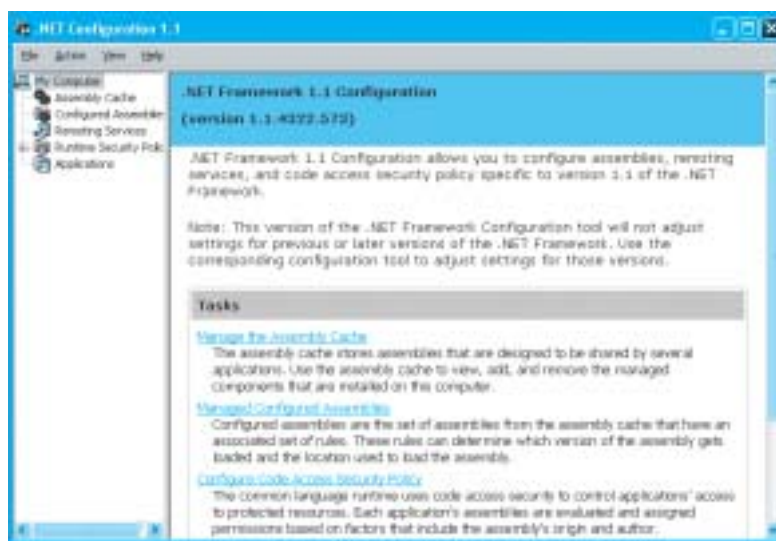 .NET Configuration 1.1
File Action View Help
My Computer
Assembly Cache
Configured Assemblie
Remoting Services
Runtime Security Polic
Applications
.NET Framework 1.1 Configuration
(version 1.1.4322.573)
.NET Framework 1.1 Configuration allows you to configure assemblies, remoting
services, and code access security policy specific to version 1.1 of the .NET
Framework.
Note: This version of the .NET Framework Configuration tool will not adjust
settings for previous or later versions of the .NET Framework. Use the
corresponding configuration tool to adjust settings for those versions.
Tasks
Manage the Assembly Cache
The assembly cache stores assemblies that are designed to be shared by several
applications. Use the assembly cache to view, add, and remove the managed
components that are installed on this computer.
Managed Configured Assemblies
Configured assemblies are the set of assemblies from the assembly cache that have an
associated set of rules. These rules can determine which version of the assembly gets
loaded and the location used to load the assembly.
Configure Code Access Security Policy
The common language runtime uses code access security to control applications' access
to protected resources. Each application's assemblies are evaluated and assigned
permissions based on factors that include the assembly's origin and author.